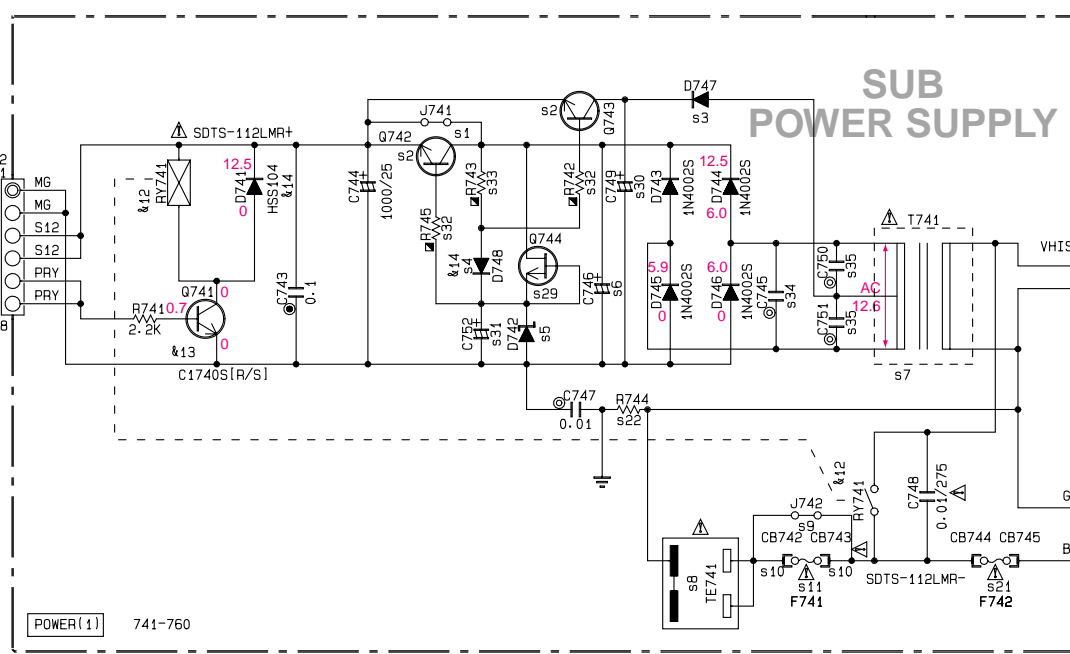 SUB
POWER SUPPLY
D747
s3
J741
s1
s2
Q743
Q742
s2
SDTS-112LMR+
2
1
MG
MG
S12
S12
PRY
PRY
8
&12
RY741
12.5
D741
0
HSS104
&14
C744
1000/25
R743
s33
R742
s32
C749
s30
D743
1N4002S
12.5
D744
6.0
1N4002S
R745
s32
&14
s4
D748
Q744
s29
T741
VHIS
C743
0.1
Q741
0
R741
2.2K
0.7
0
&13
C1740S[R/S]
C752
s31
D742
s5
C746
s6
5.9
D745
0
1N4002S
6.0
D746
0
1N4002S
C745
s34
C750
s35
AC
12.6
C751
s35
s7
C747
0.01
R744
s22
&12
RY741
C748
0.01/275
G
J742
s9
CB742 CB743
s10
s11
s10
F741
SDTS-112LMR-
CB744 CB745
s21
F742
B
s8
TE741
POWER(1)
741-760